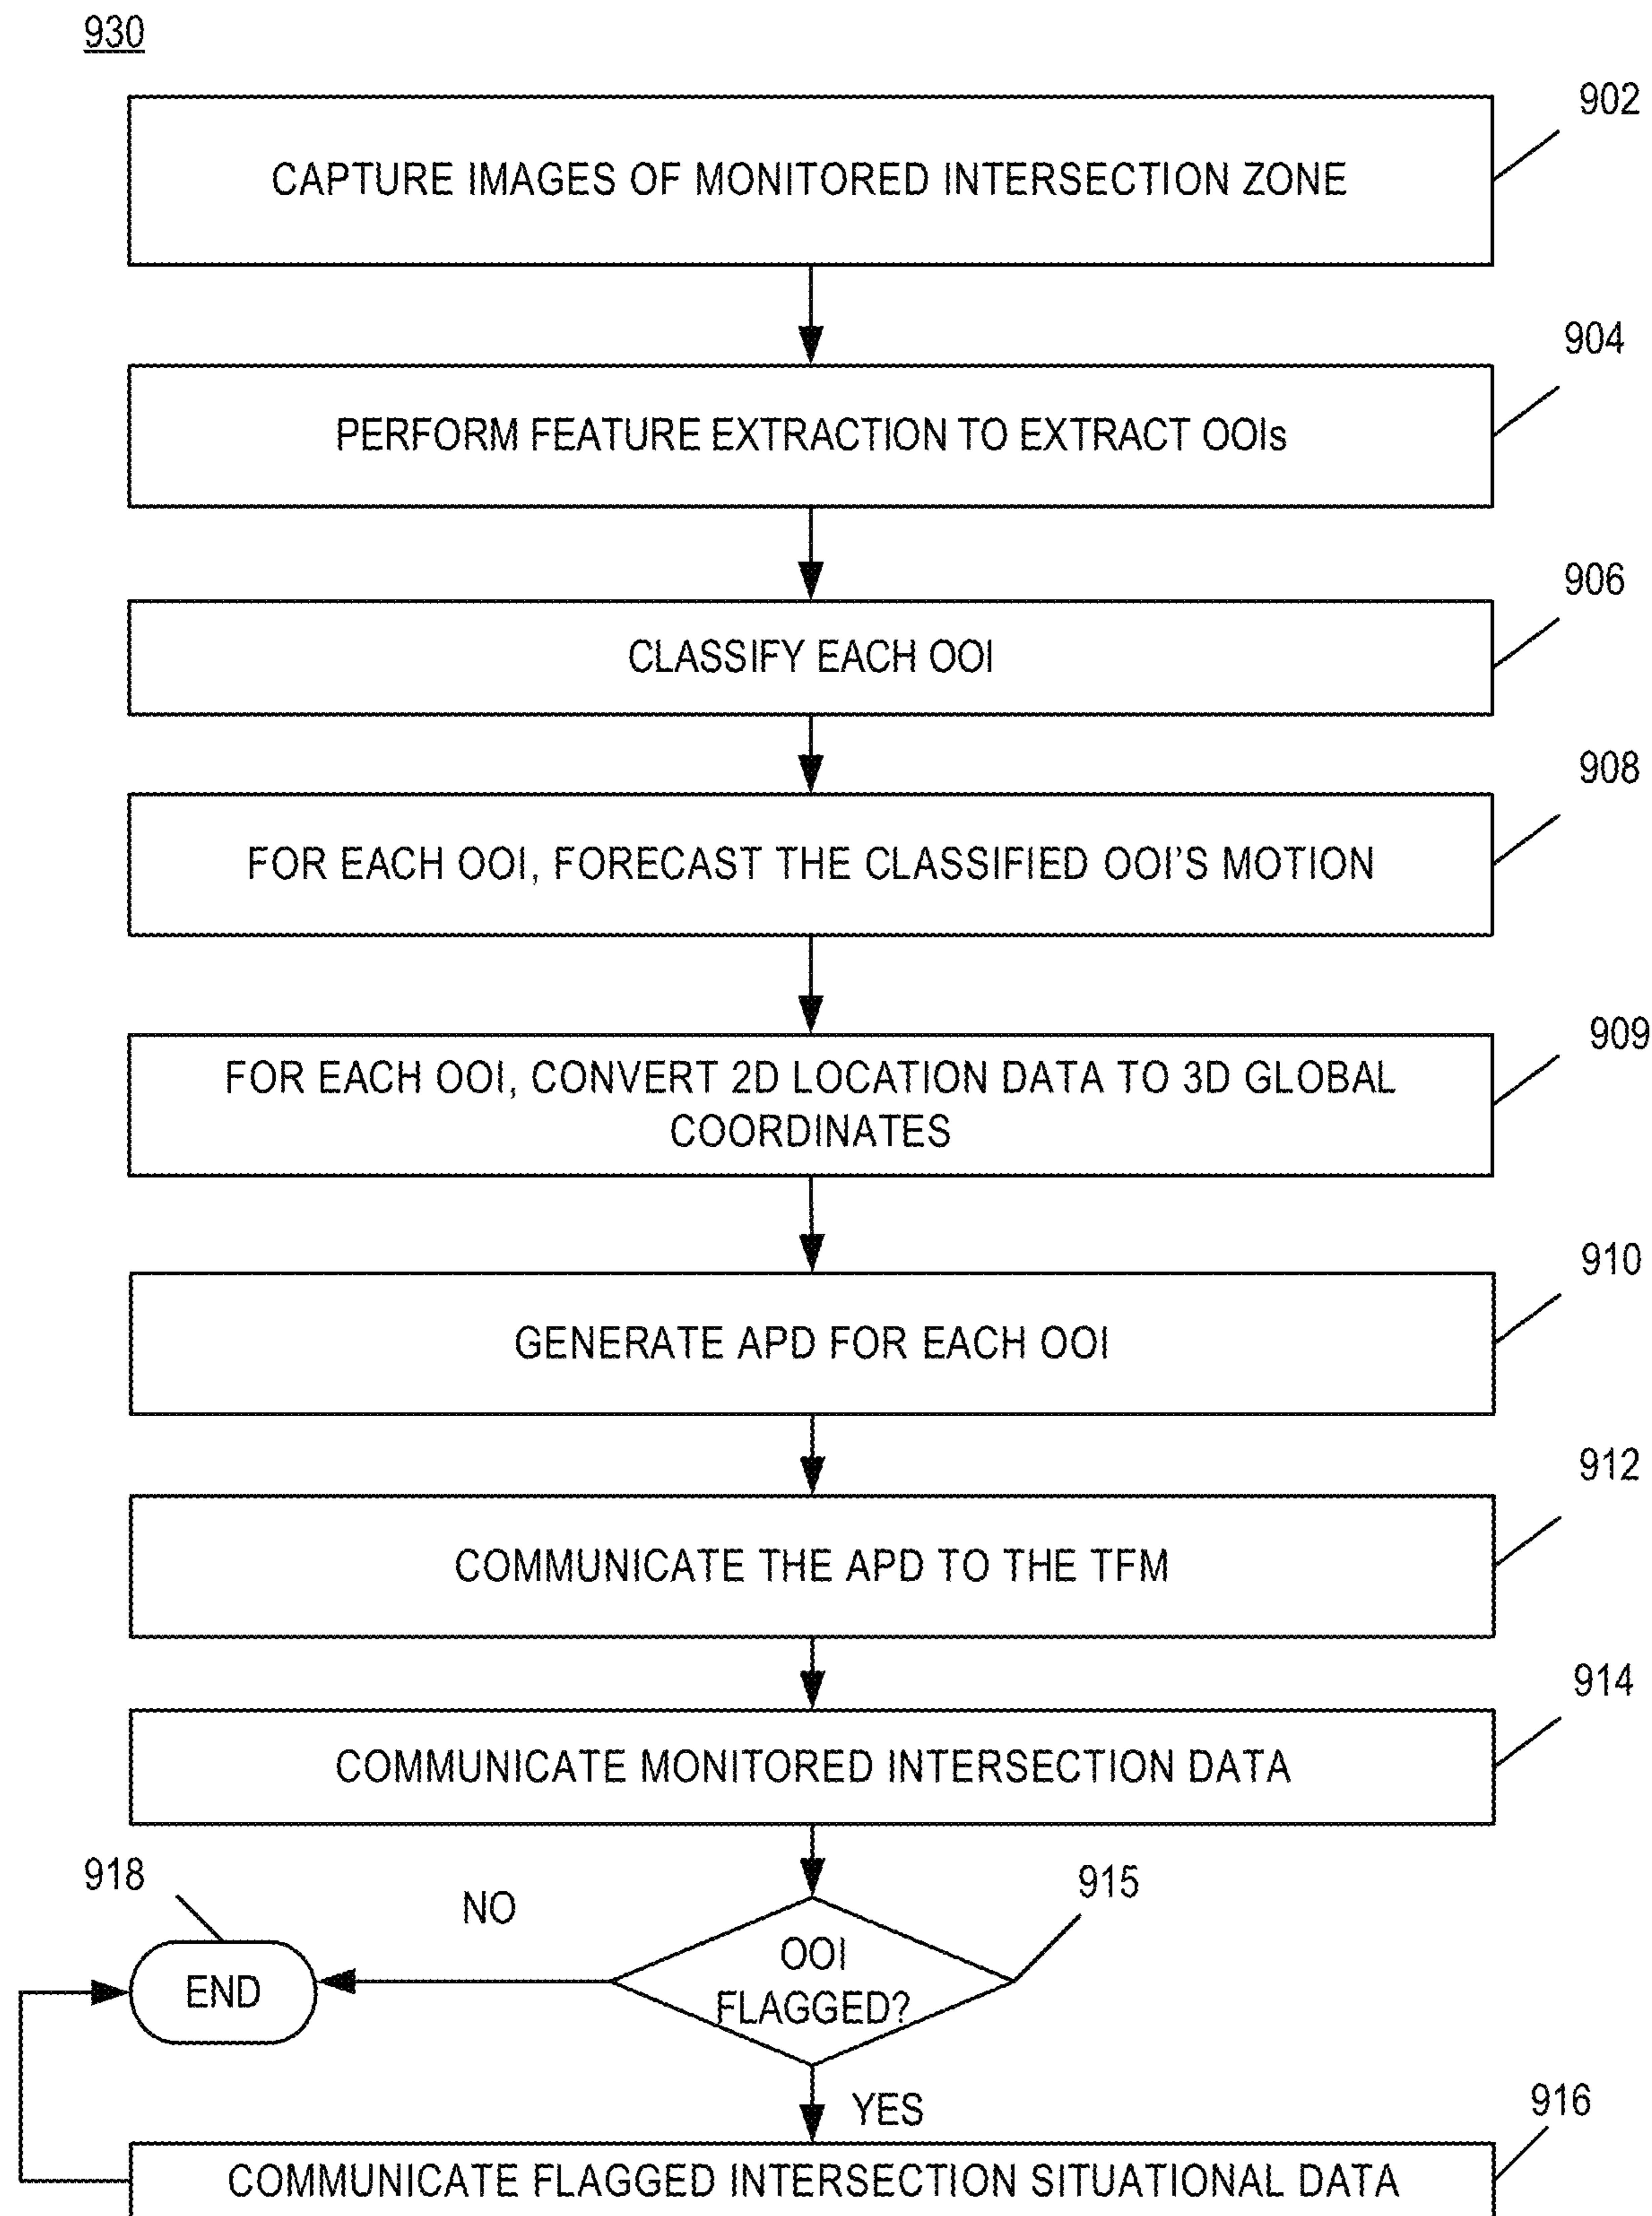 930
902
CAPTURE IMAGES OF MONITORED INTERSECTION ZONE
904
PERFORM FEATURE EXTRACTION TO EXTRACT OOIs
906
CLASSIFY EACH OOI
908
FOR EACH OOI, FORECAST THE CLASSIFIED OOI'S MOTION
909
FOR EACH OOI, CONVERT 2D LOCATION DATA TO 3D GLOBAL
COORDINATES
910
GENERATE APD FOR EACH OOI
912
COMMUNICATE THE APD TO THE TFM
914
COMMUNICATE MONITORED INTERSECTION DATA
918
NO
915
OOI
FLAGGED?
END
YES
916
COMMUNICATE FLAGGED INTERSECTION SITUATIONAL DATA